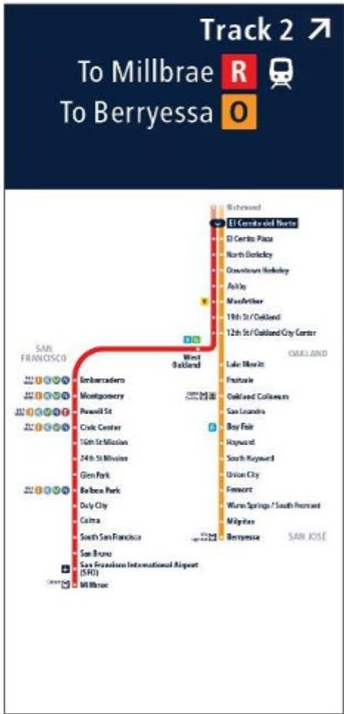 Track 2
To Millbrae R
To Berryessa O
Richmond
El Cerrito del Norte
El Cerrito Plaza
North Berkeley
Downtown Berkeley
Ashby
MacArthur
19th St / Oakland
12th St / Oakland City Center
West
Oakland
OAKLAND
Lake Merritt
Fruitvale
Oakland Coliseum
San Leandro
Bay Fair
Hayward
South Hayward
Union City
Fremont
Warm Springs / South Fremont
Milpitas
Berryessa
SAN JOSÉ
SAN
FRANCISCO
Embarcadero
Montgomery
Powell St
Civic Center
16th St Mission
24th St Mission
Glen Park
Balboa Park
Daly City
Colma
South San Francisco
San Bruno
San Francisco International Airport
(SFO)
Millbrae